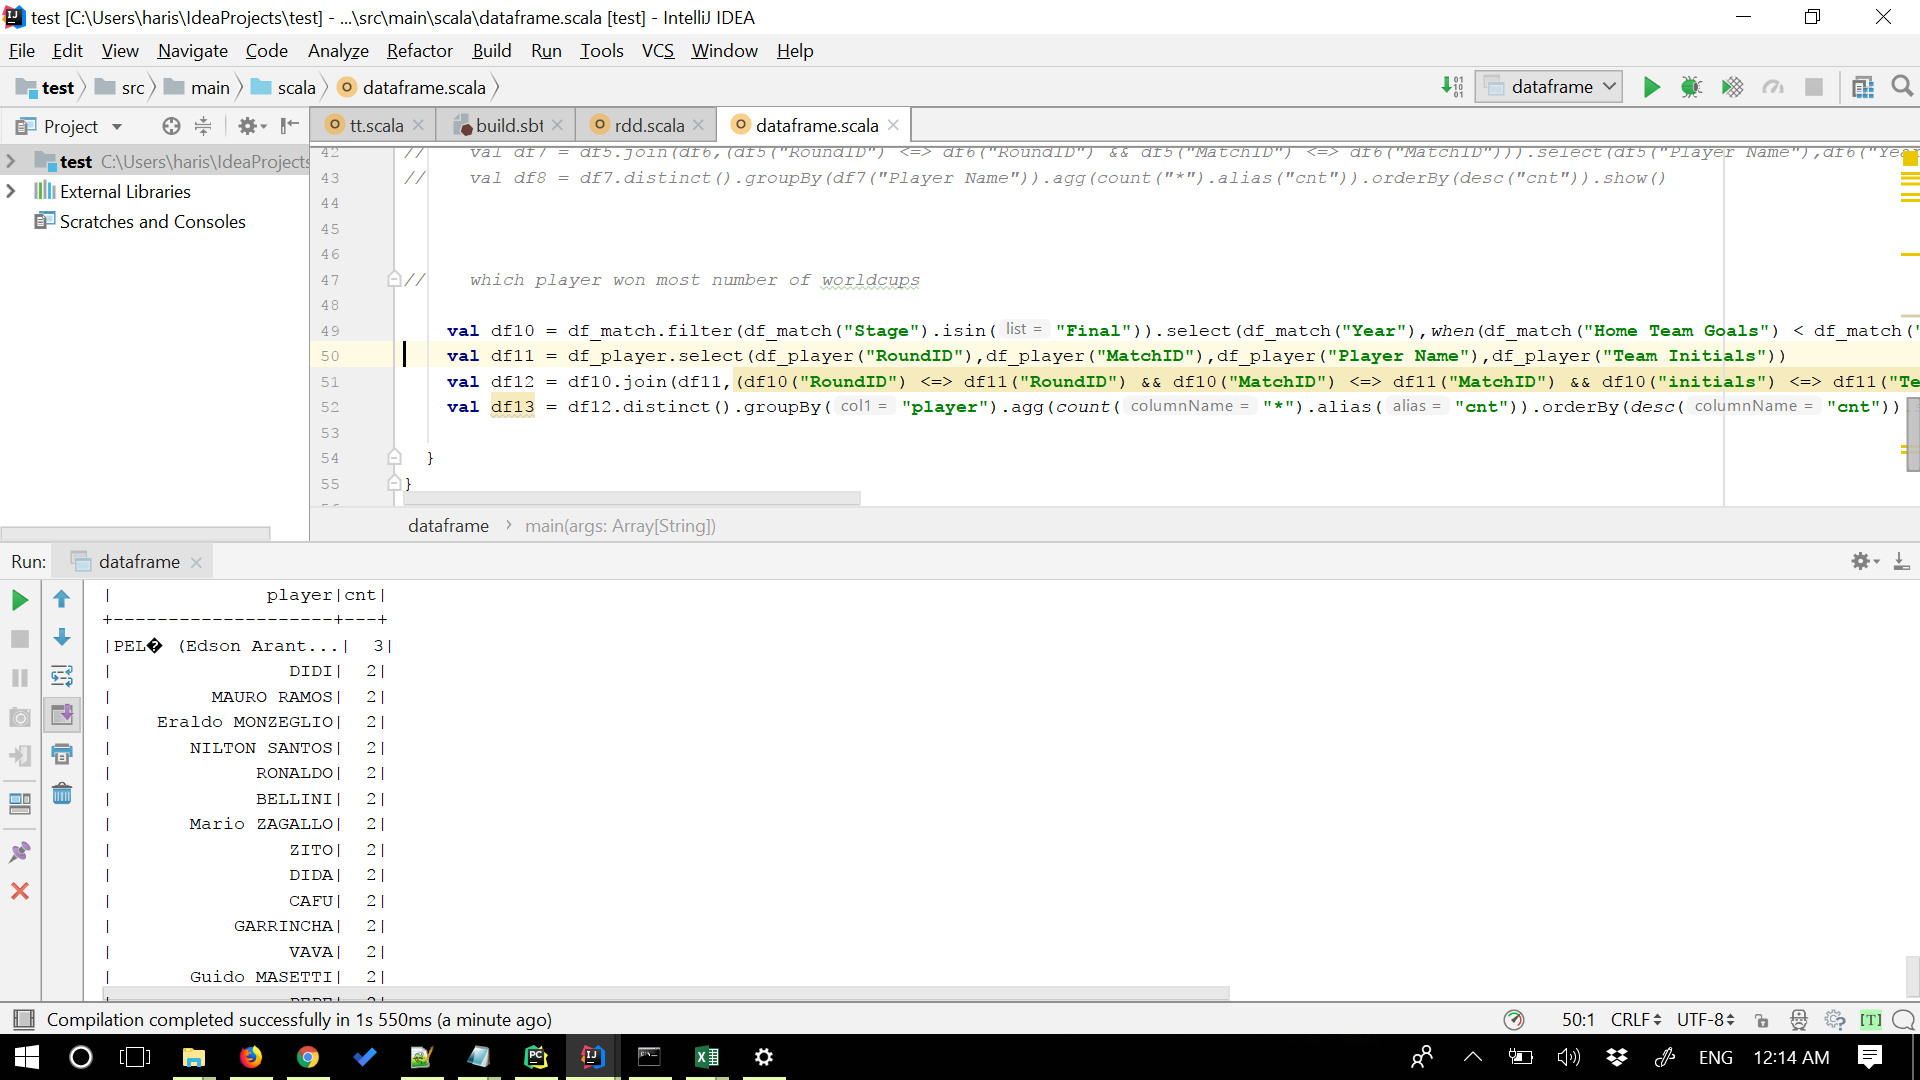 test [C:\Users\haris\IdeaProjects\test] - ...\src\main\scala\dataframe.scala [test] - IntelliJ IDEA
File Edit View Navigate Code Analyze Refactor Build Run Tools VCS Window Help
test src main scala dataframe.scala dataframe
Project tt.scala build.sbt rdd.scala dataframe.scala
test C:\Users\haris\IdeaProjects
External Libraries
Scratches and Consoles
42 // val df7 = df5.join(df6,(df5("RoundID") <=> df6("RoundID") && df5("MatchID") <=> df6("MatchID"))).select(df5("Player Name"),df6("Yea
43 // val df8 = df7.distinct().groupBy(df7("Player Name")).agg(count("*").alias("cnt")).orderBy(desc("cnt")).show()
44
45
46
47 // which player won most number of worldcups
48
49 val df10 = df_match.filter(df_match("Stage").isin( list = "Final")).select(df_match("Year"),when(df_match("Home Team Goals") < df_match("
50 val df11 = df_player.select(df_player("RoundID"),df_player("MatchID"),df_player("Player Name"),df_player("Team Initials"))
51 val df12 = df10.join(df11,(df10("RoundID") <=> df11("RoundID") && df10("MatchID") <=> df11("MatchID") && df10("initials") <=> df11("Te
52 val df13 = df12.distinct().groupBy( col1 = "player").agg(count( columnName = "*").alias( alias = "cnt")).orderBy(desc( columnName = "cnt"))
53
54 }
55 }
dataframe > main(args: Array[String])
Run: dataframe
| player|cnt|
+--------------------+---+
|PEL� (Edson Arant...| 3|
| DIDI| 2|
| MAURO RAMOS| 2|
| Eraldo MONZEGLIO| 2|
| NILTON SANTOS| 2|
| RONALDO| 2|
| BELLINI| 2|
| Mario ZAGALLO| 2|
| ZITO| 2|
| DIDA| 2|
| CAFU| 2|
| GARRINCHA| 2|
| VAVA| 2|
| Guido MASETTI| 2|
Compilation completed successfully in 1s 550ms (a minute ago) 50:1 CRLF UTF-8 [T]
ENG 12:14 AM